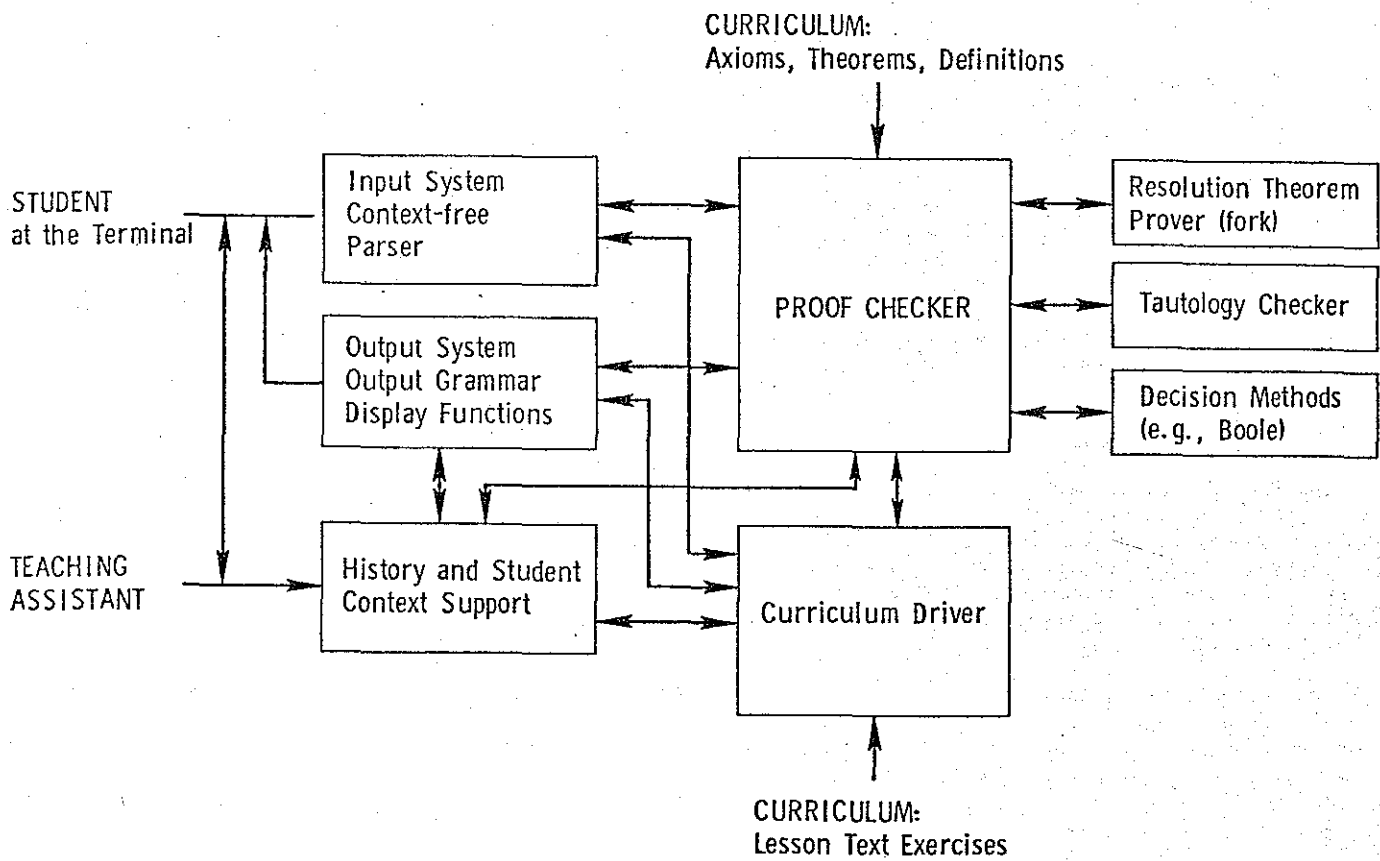 CURRICULUM:
Axioms, Theorems, Definitions
STUDENT
at the Terminal
Input System
Context-free
Parser
PROOF CHECKER
Resolution Theorem
Prover (fork)
Tautology Checker
Output System
Output Grammar
Display Functions
Decision Methods
(e.g., Boole)
TEACHING
ASSISTANT
History and Student
Context Support
Curriculum Driver
CURRICULUM:
Lesson Text Exercises